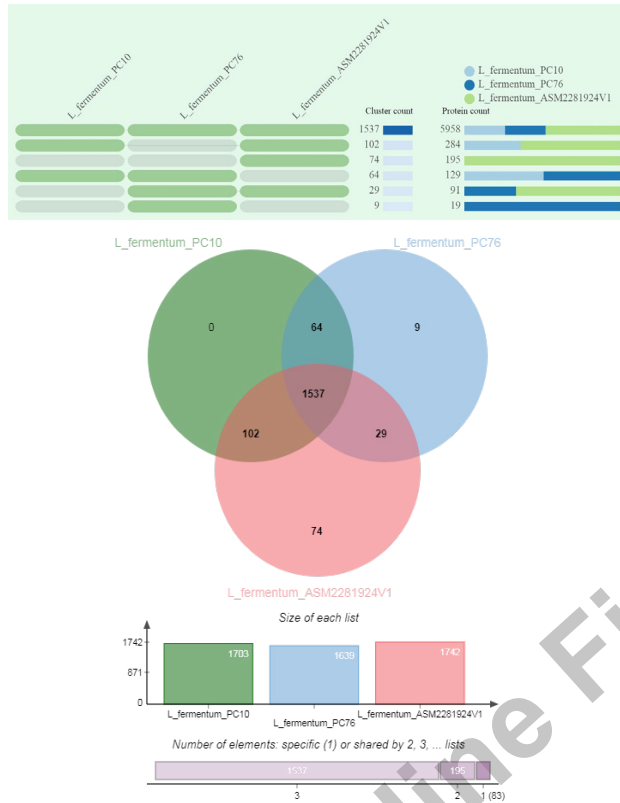 L_fermentum_PC10
L_fermentum_PC76
L_fermentum_ASM2281924V1
L_fermentum_PC10
L_fermentum_PC76
L_fermentum_ASM2281924V1
Cluster count
Protein count
1537
5958
102
284
74
195
64
129
29
91
9
19
L_fermentum_PC10
L_fermentum_PC76
0
64
9
1537
102
29
74
L_fermentum_ASM2281924V1
Size of each list
1742
871
0
1703
1639
1742
L_fermentum_PC10
L_fermentum_PC76
L_fermentum_ASM2281924V1
Number of elements: specific (1) or shared by 2, 3, ... lists
1537
195
3
2
1 (83)